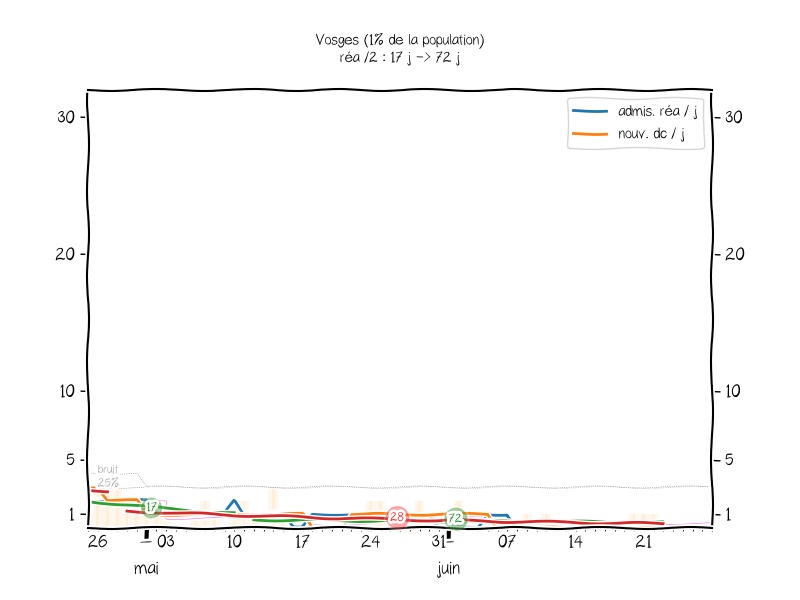 Vosges (1% de la population)
réa /2 : 17 j -> 72 j
admis. réa / j
nouv. dc / j
30 30
20 20
10 10
5 5
1 1
bruit
25%
17 28 72
26 03 10 17 24 31 07 14 21
mai juin